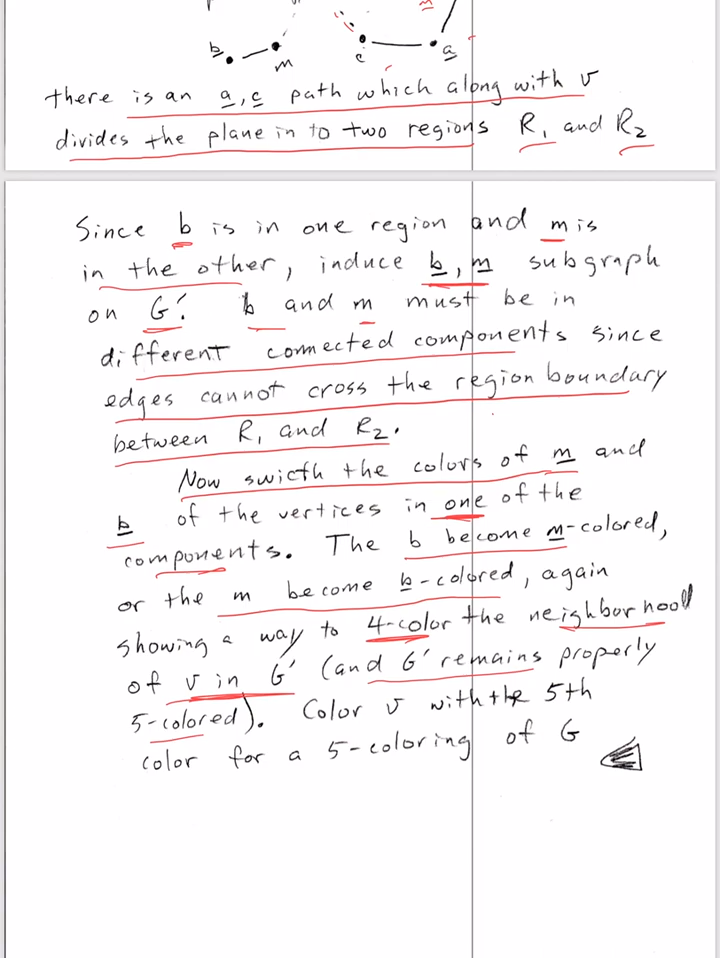 b
m
c
a
m
there is an a, c path which along with v
divides the plane in to two regions R1 and R2
Since b is in one region and m is
in the other, induce b, m subgraph
on G'. b and m must be in
different connected components since
edges cannot cross the region boundary
between R1 and R2.
Now swicth the colors of m and
b of the vertices in one of the
components. The b become m-colored,
or the m become b-colored, again
showing a way to 4-color the neighborhood
of v in G' (and G' remains properly
5-colored). Color v with the 5th
color for a 5-coloring of G